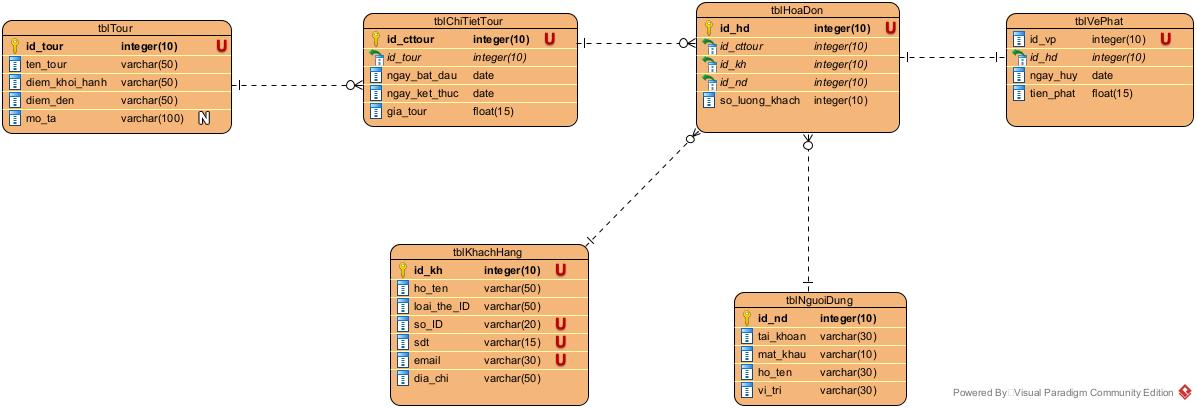 tblTour
id_tour integer(10) U
ten_tour varchar(50)
diem_khoi_hanh varchar(50)
diem_den varchar(50)
mo_ta varchar(100) N
tblChiTietTour
id_cttour integer(10) U
id_tour integer(10)
ngay_bat_dau date
ngay_ket_thuc date
gia_tour float(15)
tblHoaDon
id_hd integer(10) U
id_cttour integer(10)
id_kh integer(10)
id_nd integer(10)
so_luong_khach integer(10)
tblVePhat
id_vp integer(10) U
id_hd integer(10)
ngay_huy date
tien_phat float(15)
tblKhachHang
id_kh integer(10) U
ho_ten varchar(50)
loai_the_ID varchar(50)
so_ID varchar(20) U
sdt varchar(15) U
email varchar(30) U
dia_chi varchar(50)
tblNguoiDung
id_nd integer(10)
tai_khoan varchar(30)
mat_khau varchar(10)
ho_ten varchar(30)
vi_tri varchar(30)
Powered By Visual Paradigm Community Edition